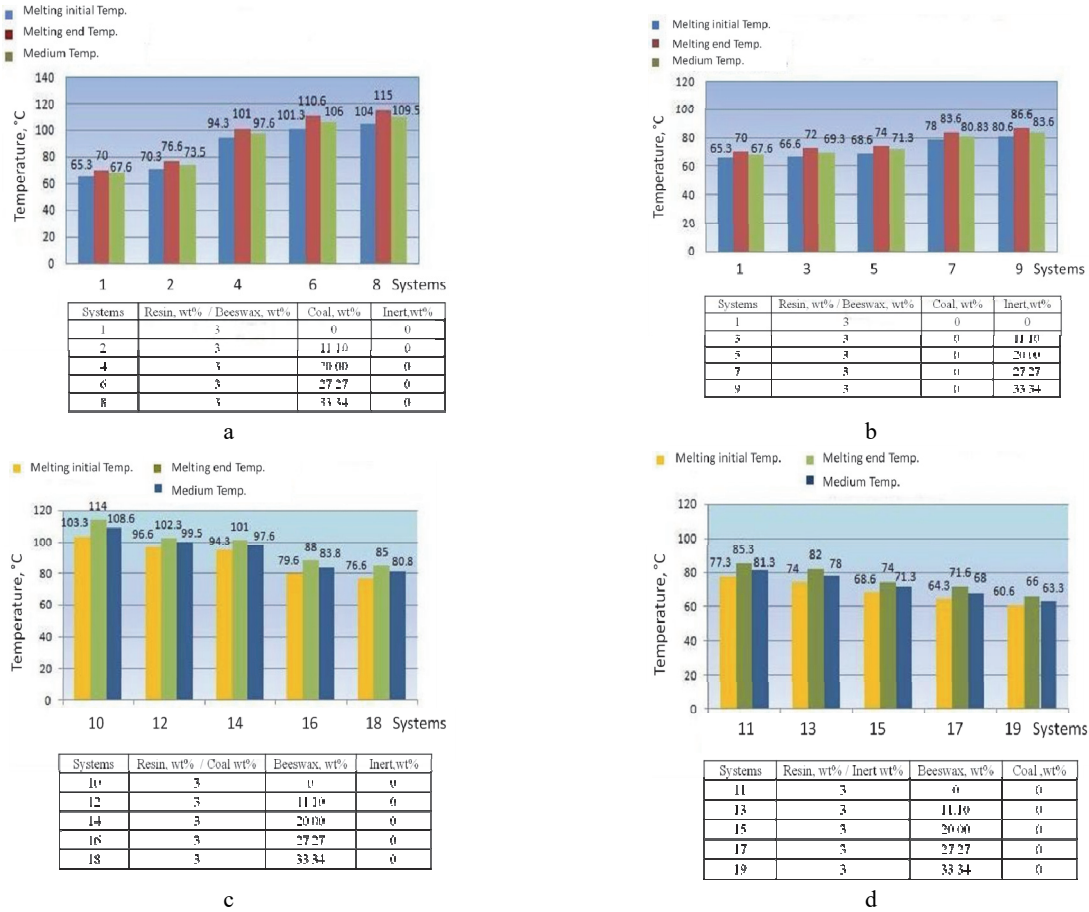 Melting initial Temp.
Melting end Temp.
Medium Temp.
Temperature, °C
140
120
100
80
60
40
20
0
65.3 70 67.6
70.3 76.6 73.5
94.3 101 97.6
101.3 110.6 106
104 115 109.5
1 2 4 6 8 Systems
Systems Resin, wt% / Beeswax, wt% Coal, wt% Inert,wt%
1 3 0 0
2 3 11.10 0
4 3 20.00 0
6 3 27.27 0
8 3 33.34 0
a
Melting initial Temp.
Melting end Temp.
Medium Temp.
Temperature, °C
120
100
80
60
40
20
0
65.3 70 67.6
66.6 72 69.3
68.6 74 71.3
78 83.6 80.83
80.6 86.6 83.6
1 3 5 7 9 Systems
Systems Resin, wt% / Beeswax, wt% Coal, wt% Inert,wt%
1 3 0 0
3 3 0 11.10
5 3 0 20.00
7 3 0 27.27
9 3 0 33.34
b
Melting initial Temp. Melting end Temp.
Medium Temp.
Temperature, °C
120
100
80
60
40
20
0
103.3 114 108.6
96.6 102.3 99.5
94.3 101 97.6
79.6 88 83.8
76.6 85 80.8
10 12 14 16 18 Systems
Systems Resin, wt% / Coal wt% Beeswax, wt% Inert,wt%
10 3 0 0
12 3 11.10 0
14 3 20.00 0
16 3 27.27 0
18 3 33.34 0
c
Melting initial Temp. Melting end Temp.
Medium Temp.
Temperature, °C
120
100
80
60
40
20
0
77.3 85.3 81.3
74 82 78
68.6 74 71.3
64.3 71.6 68
60.6 66 63.3
11 13 15 17 19 Systems
Systems Resin, wt% / Inert wt% Beeswax, wt% Coal ,wt%
11 3 0 0
13 3 11.10 0
15 3 20.00 0
17 3 27.27 0
19 3 33.34 0
d